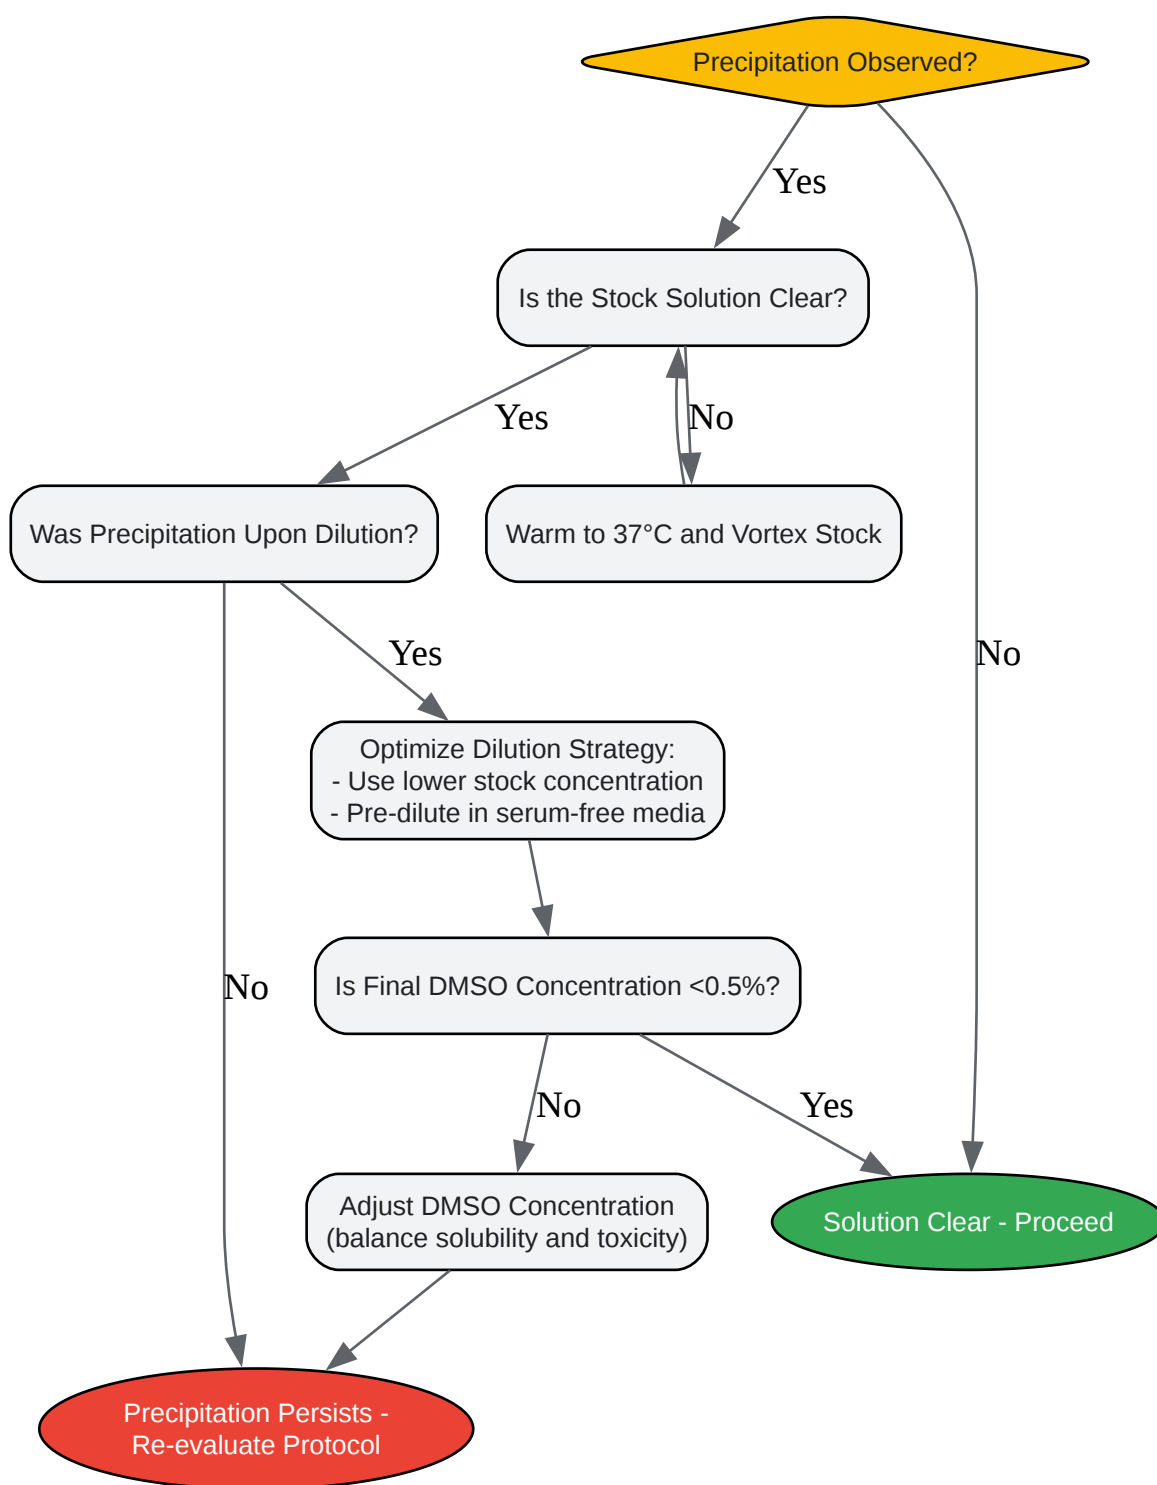 Precipitation Observed?
Yes
Is the Stock Solution Clear?
Yes
No
Was Precipitation Upon Dilution?
Warm to 37°C and Vortex Stock
Yes
No
Optimize Dilution Strategy:
- Use lower stock concentration
- Pre-dilute in serum-free media
Is Final DMSO Concentration <0.5%?
No
No
Yes
Adjust DMSO Concentration
(balance solubility and toxicity)
Solution Clear - Proceed
Precipitation Persists -
Re-evaluate Protocol